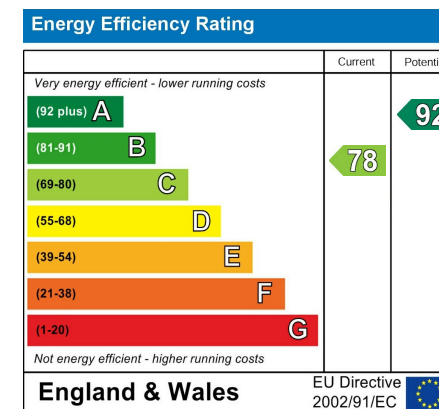 Energy Efficiency Rating
Current Potenti
Very energy efficient - lower running costs
(92 plus) A
92
(81-91) B
78
(69-80) C
(55-68) D
(39-54) E
(21-38) F
(1-20) G
Not energy efficient - higher running costs
England & Wales
EU Directive
2002/91/EC